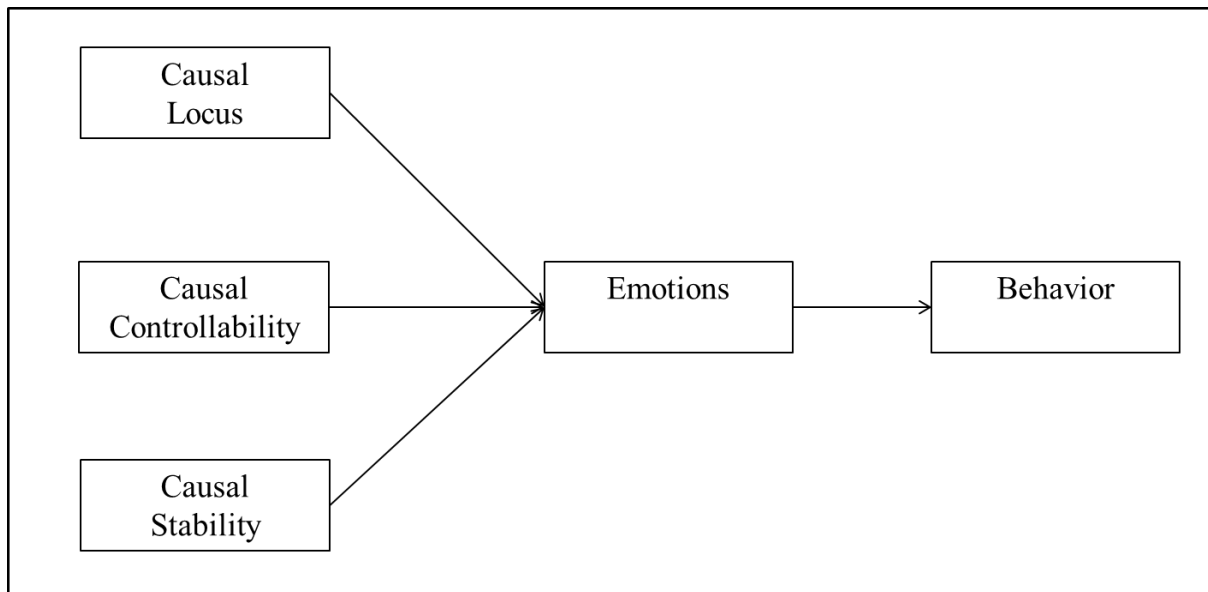 Causal
Locus
Causal
Controllability
Emotions
Behavior
Causal
Stability